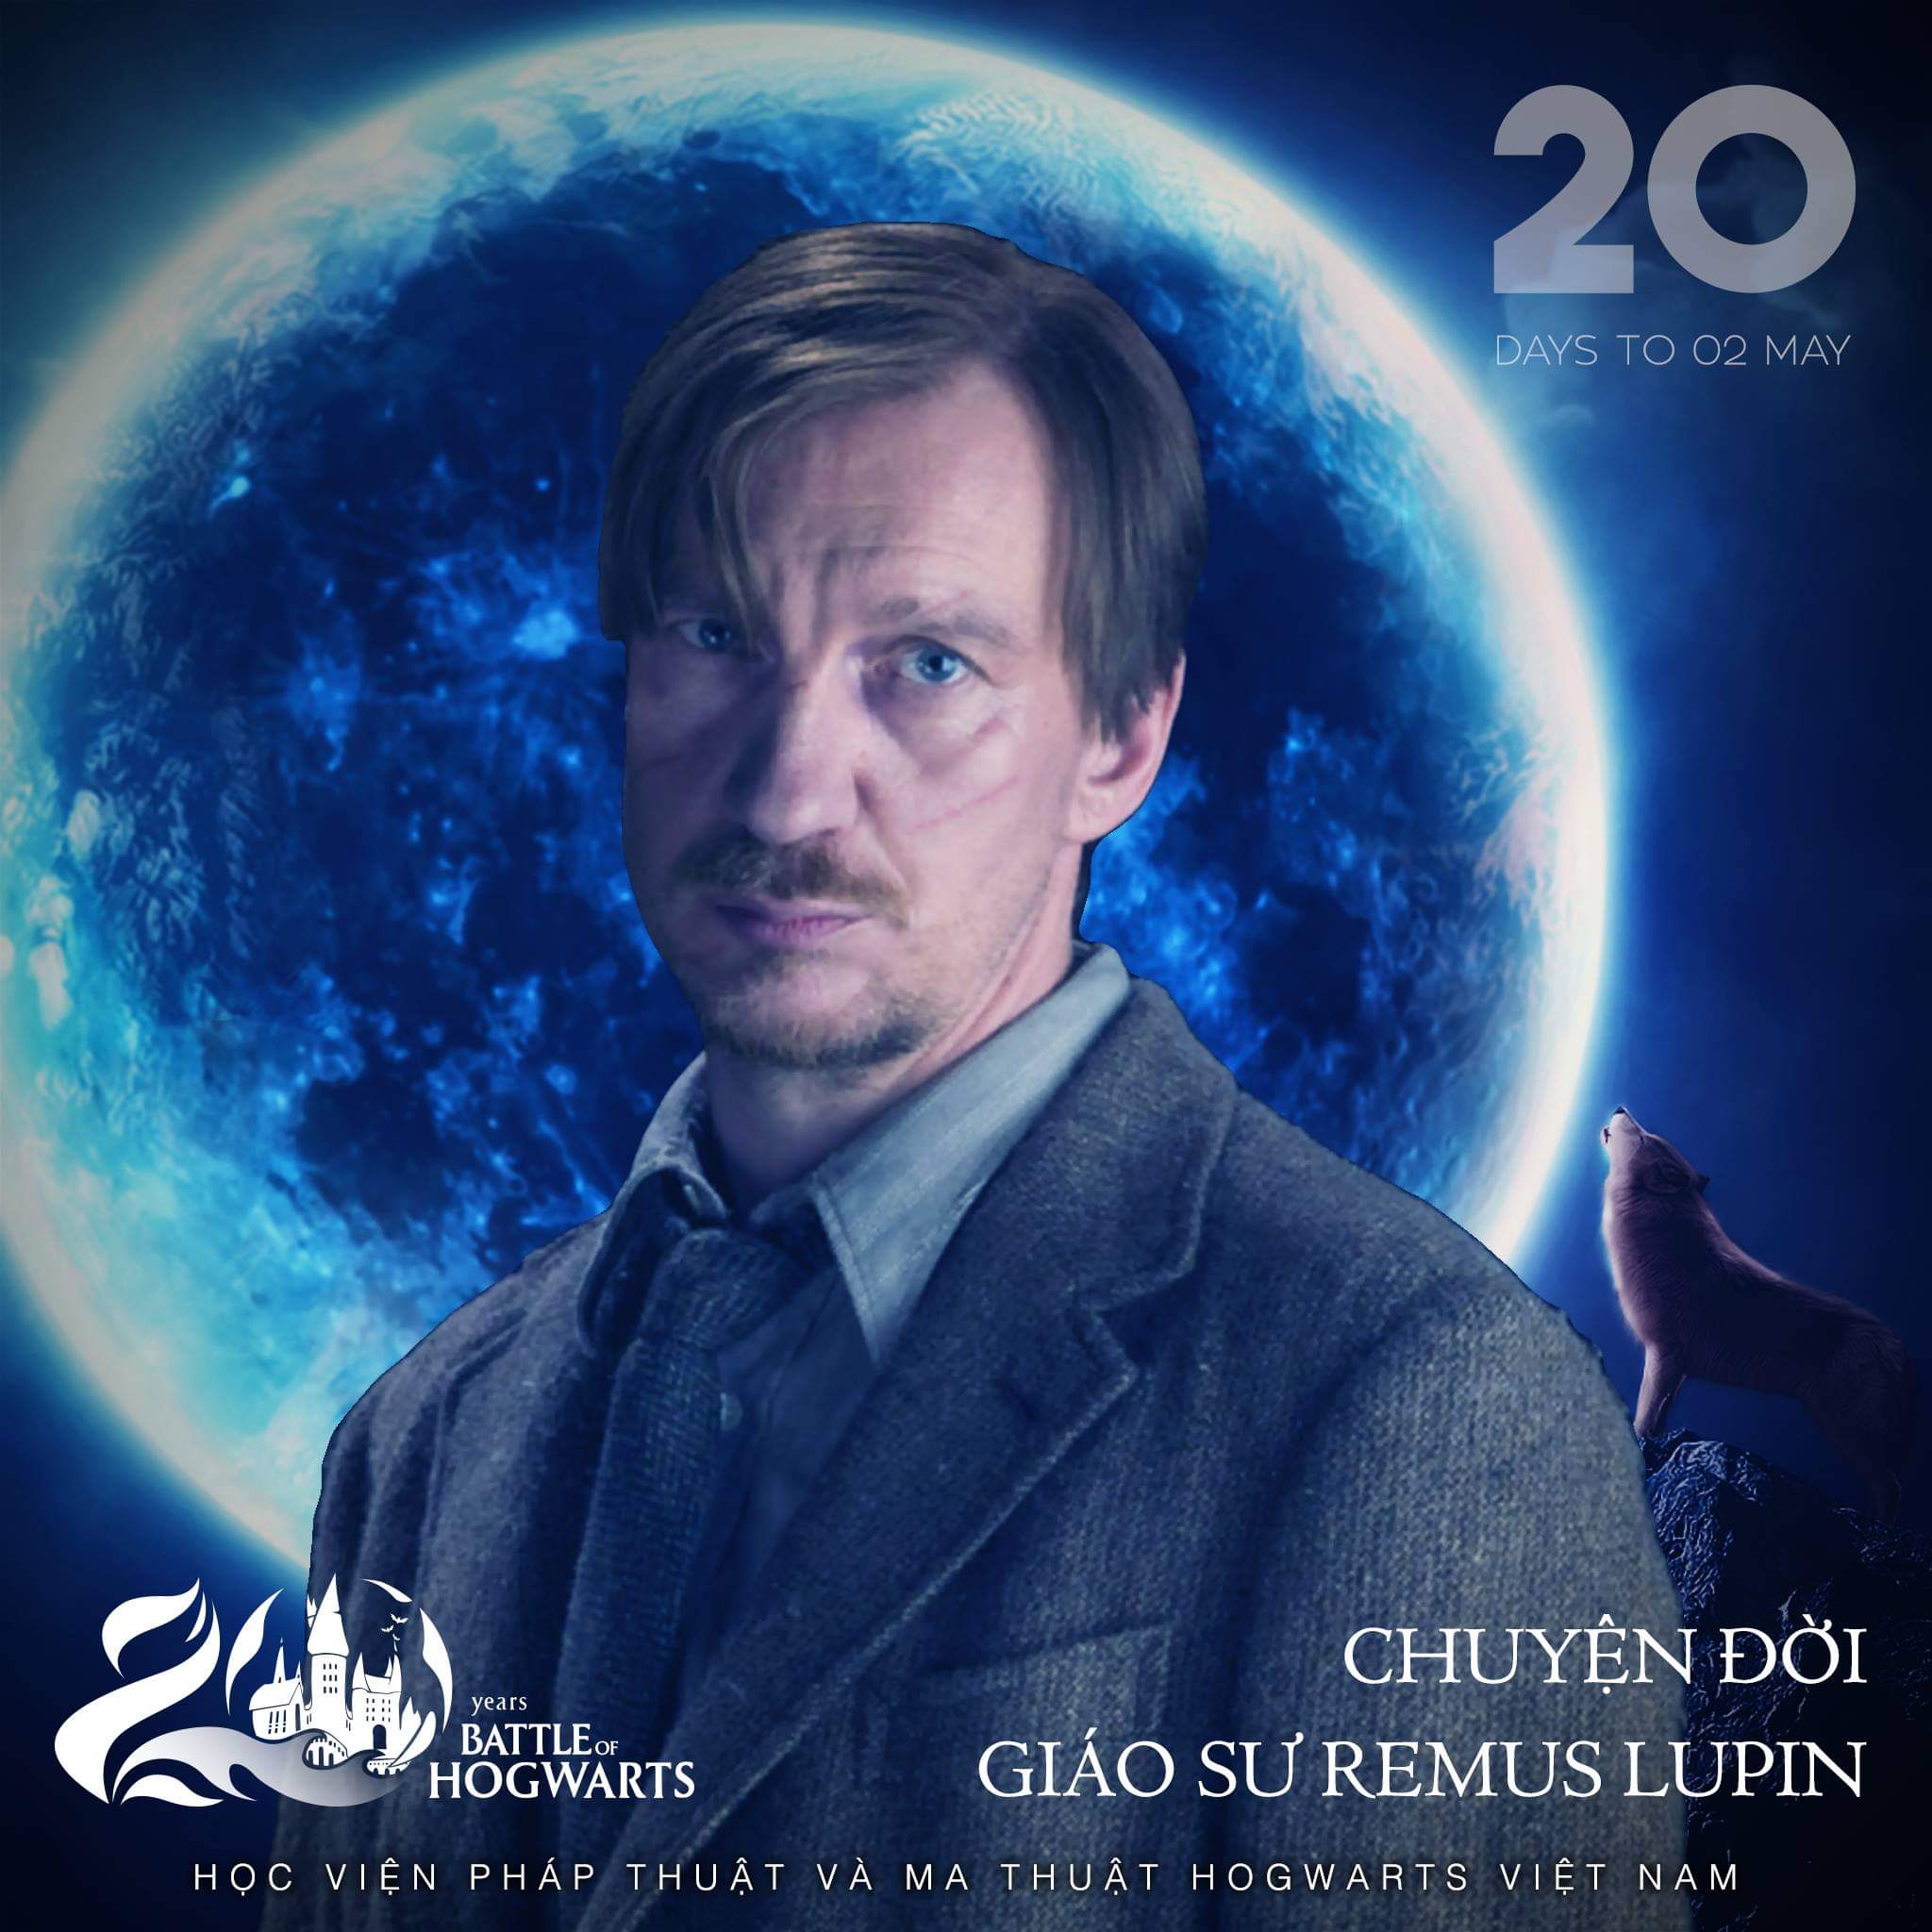 20
DAYS TO 02 MAY
20
years
BATTLE OF
HOGWARTS
CHUYỆN ĐỜI
GIÁO SƯ REMUS LUPIN
HỌC VIỆN PHÁP THUẬT VÀ MA THUẬT HOGWARTS VIỆT NAM